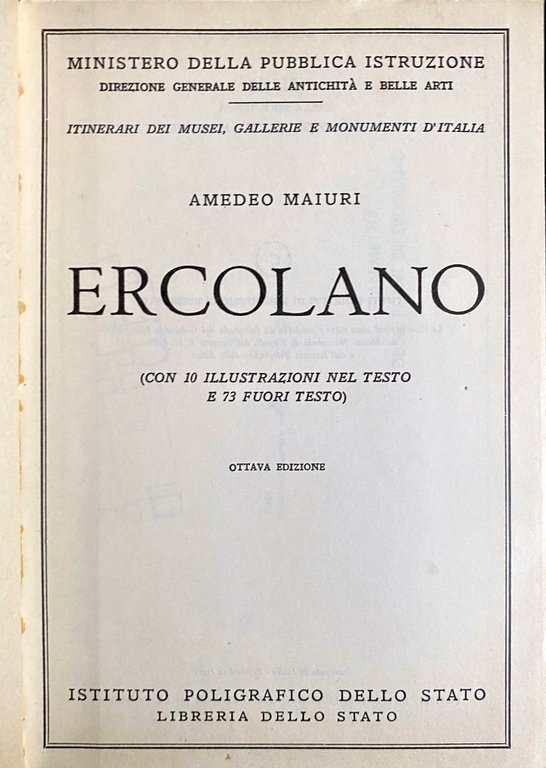 MINISTERO DELLA PUBBLICA ISTRUZIONE
DIREZIONE GENERALE DELLE ANTICHITÀ E BELLE ARTI
ITINERARI DEI MUSEI, GALLERIE E MONUMENTI D'ITALIA
AMEDEO MAIURI
ERCOLANO
(CON 10 ILLUSTRAZIONI NEL TESTO
E 73 FUORI TESTO)
OTTAVA EDIZIONE
ISTITUTO POLIGRAFICO DELLO STATO
LIBRERIA DELLO STATO